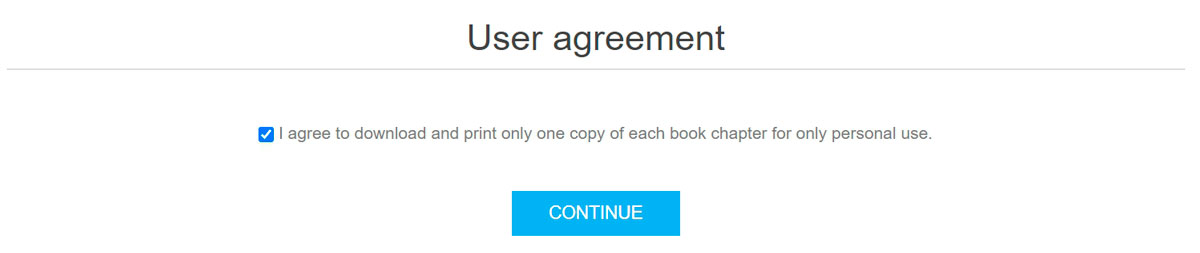 User agreement
I agree to download and print only one copy of each book chapter for only personal use.
CONTINUE